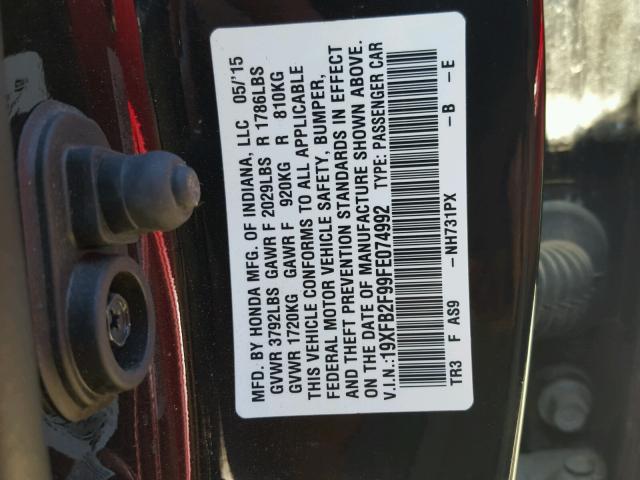 MFD. BY HONDA MFG. OF INDIANA, LLC 05/'15
GVWR 3792LBS GAWR F 2029LBS R 1786LBS
GVWR 1720KG GAWR F 920KG R 810KG
THIS VEHICLE CONFORMS TO ALL APPLICABLE
FEDERAL MOTOR VEHICLE SAFETY, BUMPER,
AND THEFT PREVENTION STANDARDS IN EFFECT
ON THE DATE OF MANUFACTURE SHOWN ABOVE.
V.I.N.:19XFB2F99FE074992 TYPE: PASSENGER CAR
TR3 F AS9 -NH731PX -B -E